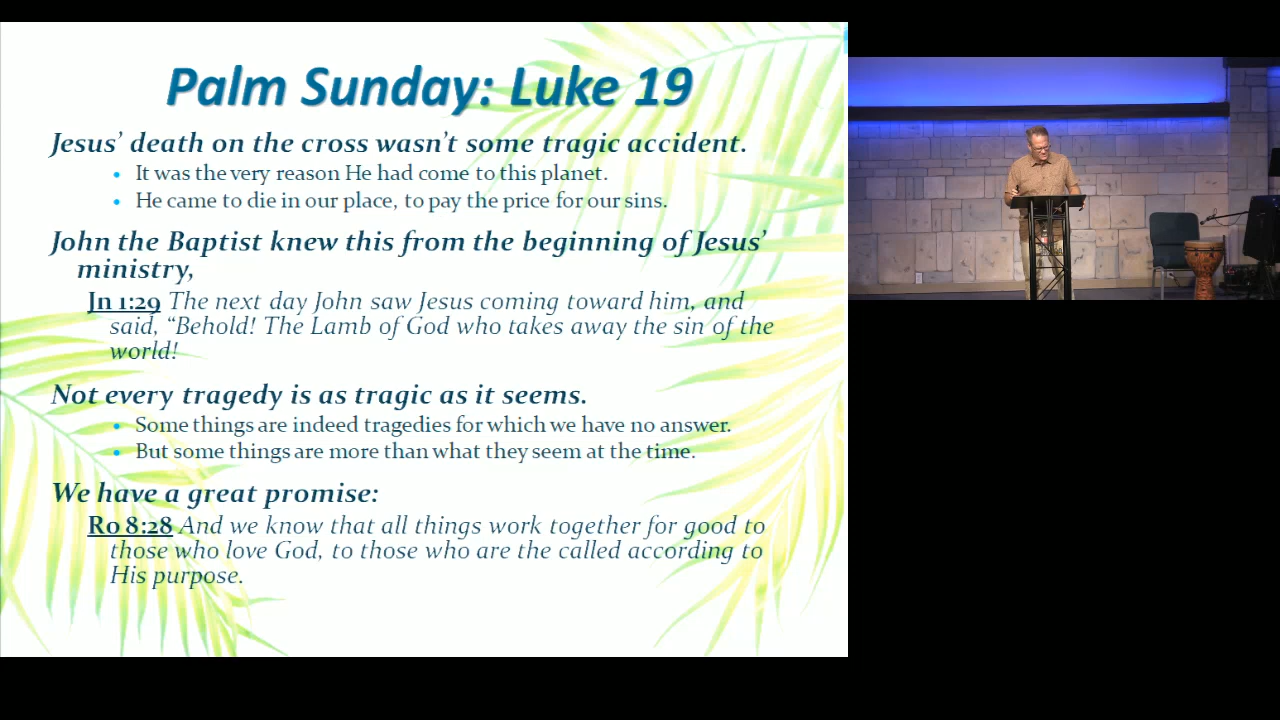 Palm Sunday: Luke 19
Jesus’ death on the cross wasn’t some tragic accident.
• It was the very reason He had come to this planet.
• He came to die in our place, to pay the price for our sins.
John the Baptist knew this from the beginning of Jesus’
ministry,
Jn 1:29 The next day John saw Jesus coming toward him, and
said, “Behold! The Lamb of God who takes away the sin of the
world!
Not every tragedy is as tragic as it seems.
• Some things are indeed tragedies for which we have no answer.
• But some things are more than what they seem at the time.
We have a great promise:
Ro 8:28 And we know that all things work together for good to
those who love God, to those who are the called according to
His purpose.